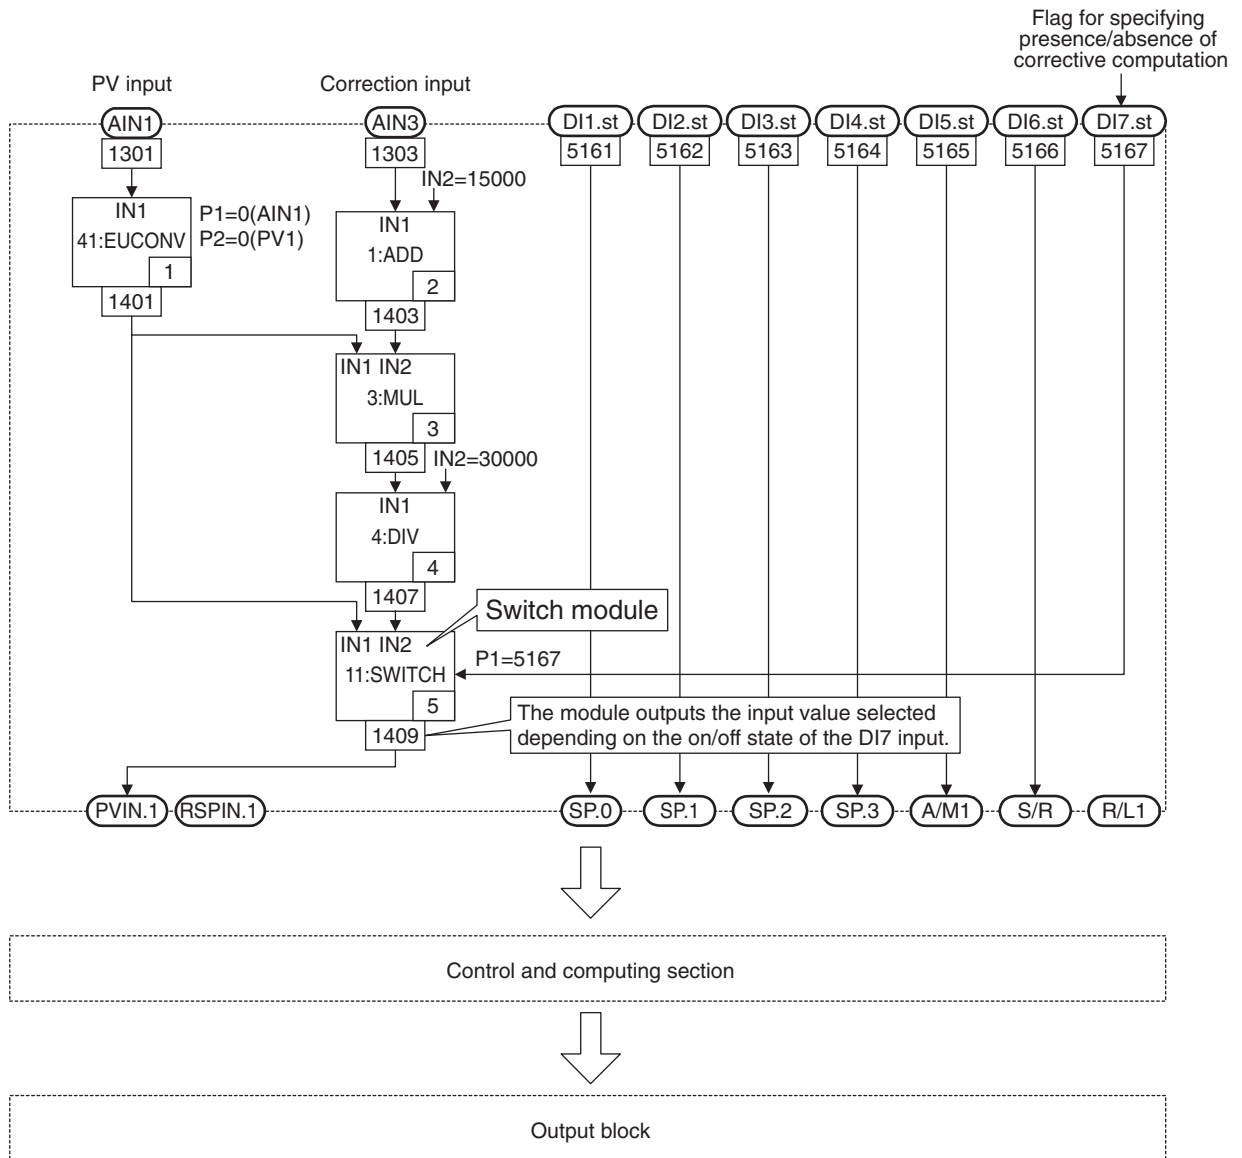 Flag for specifying
presence/absence of
corrective computation
PV input
Correction input
AIN1
AIN3
DI1.st
DI2.st
DI3.st
DI4.st
DI5.st
DI6.st
DI7.st
1301
1303
5161
5162
5163
5164
5165
5166
5167
IN2=15000
IN1
41:EUCONV
1
P1=0(AIN1)
P2=0(PV1)
IN1
1:ADD
2
1401
1403
IN1 IN2
3:MUL
3
1405
IN2=30000
IN1
4:DIV
4
1407
Switch module
IN1 IN2
11:SWITCH
5
P1=5167
1409
The module outputs the input value selected
depending on the on/off state of the DI7 input.
PVIN.1
RSPIN.1
SP.0
SP.1
SP.2
SP.3
A/M1
S/R
R/L1
Control and computing section
Output block